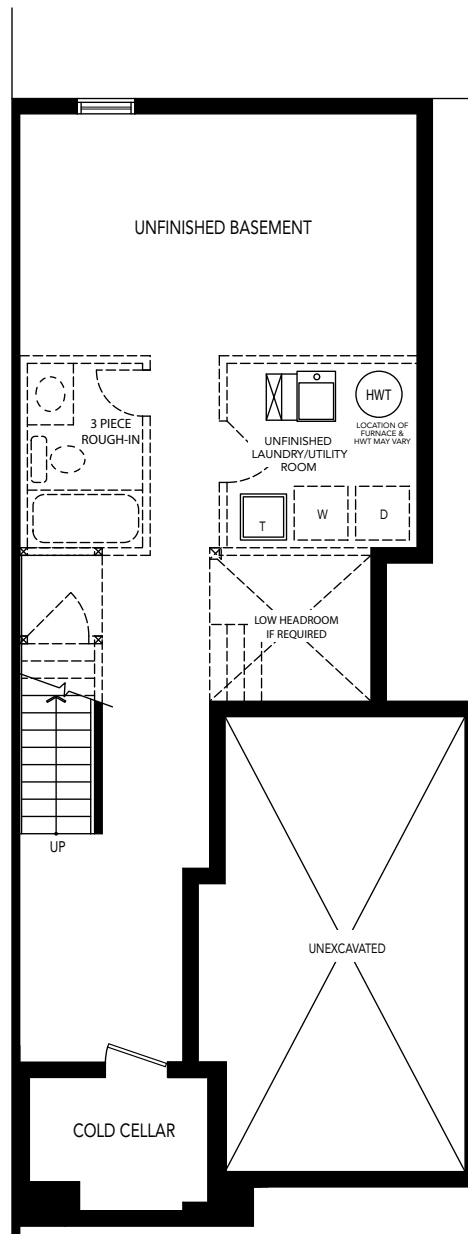 UNFINISHED BASEMENT
3 PIECE
ROUGH-IN
HWT
LOCATION OF
FURNACE &
HWT MAY VARY
UNFINISHED
LAUNDRY/UTILITY
ROOM
T
W
D
LOW HEADROOM
IF REQUIRED
UP
UNEXCAVATED
COLD CELLAR